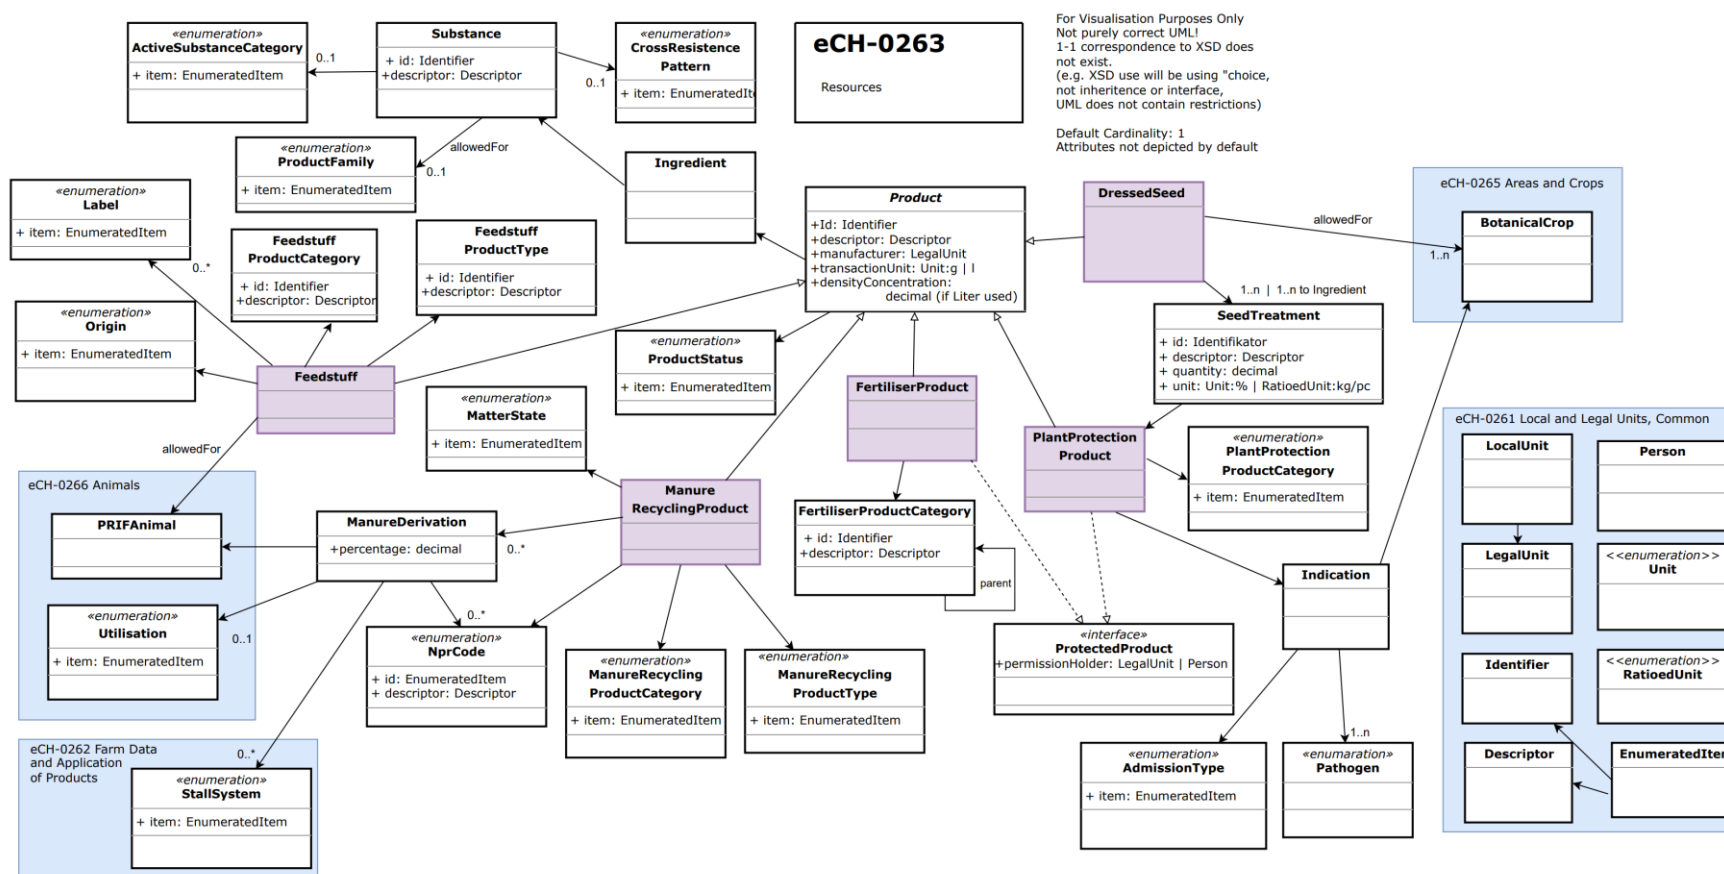 «enumeration»
ActiveSubstanceCategory
+ item: EnumeratedItem
0..1
Substance
+ id: Identifier
+descriptor: Descriptor
«enumeration»
CrossResistence
Pattern
+ item: EnumeratedIte
0..1
eCH-0263
Resources
For Visualisation Purposes Only
Not purely correct UML!
1-1 correspondence to XSD does
not exist.
(e.g. XSD use will be using "choice,
not inheritence or interface,
UML does not contain restrictions)
Default Cardinality: 1
Attributes not depicted by default
«enumeration»
ProductFamily
+ item: EnumeratedItem
allowedFor
0..1
Ingredient
«enumeration»
Label
+ item: EnumeratedItem
0..*
Feedstuff
ProductCategory
+ id: Identifier
+descriptor: Descriptor
Feedstuff
ProductType
+ id: Identifier
+descriptor: Descriptor
Product
+Id: Identifier
+descriptor: Descriptor
+manufacturer: LegalUnit
+transactionUnit: Unit:g | l
+densityConcentration:
decimal (if Liter used)
DressedSeed
allowedFor
1..n
eCH-0265 Areas and Crops
BotanicalCrop
1..n | 1..n to Ingredient
SeedTreatment
+ id: Identifikator
+ descriptor: Descriptor
+ quantity: decimal
+ unit: Unit:% | RatioedUnit:kg/pc
«enumeration»
Origin
+ item: EnumeratedItem
Feedstuff
«enumeration»
ProductStatus
+ item: EnumeratedItem
«enumeration»
MatterState
+ item: EnumeratedItem
FertiliserProduct
PlantProtection
Product
«enumeration»
PlantProtection
ProductCategory
+ item: EnumeratedItem
eCH-0261 Local and Legal Units, Common
LocalUnit
Person
LegalUnit
<<enumeration>>
Unit
Identifier
<<enumeration>>
RatioedUnit
Descriptor
EnumeratedItem
allowedFor
eCH-0266 Animals
PRIFAnimal
ManureDerivation
+percentage: decimal
0..*
Manure
RecyclingProduct
FertiliserProductCategory
+ id: Identifier
+descriptor: Descriptor
parent
Indication
«enumeration»
Utilisation
+ item: EnumeratedItem
0..1
0..*
«enumeration»
NprCode
+ id: EnumeratedItem
+ descriptor: Descriptor
«enumeration»
ManureRecycling
ProductCategory
+ item: EnumeratedItem
«enumeration»
ManureRecycling
ProductType
+ item: EnumeratedItem
«interface»
ProtectedProduct
+permissionHolder: LegalUnit | Person
eCH-0262 Farm Data
and Application
of Products
0..*
«enumeration»
StallSystem
+ item: EnumeratedItem
«enumeration»
AdmissionType
+ item: EnumeratedItem
1..n
«enumaration»
Pathogen